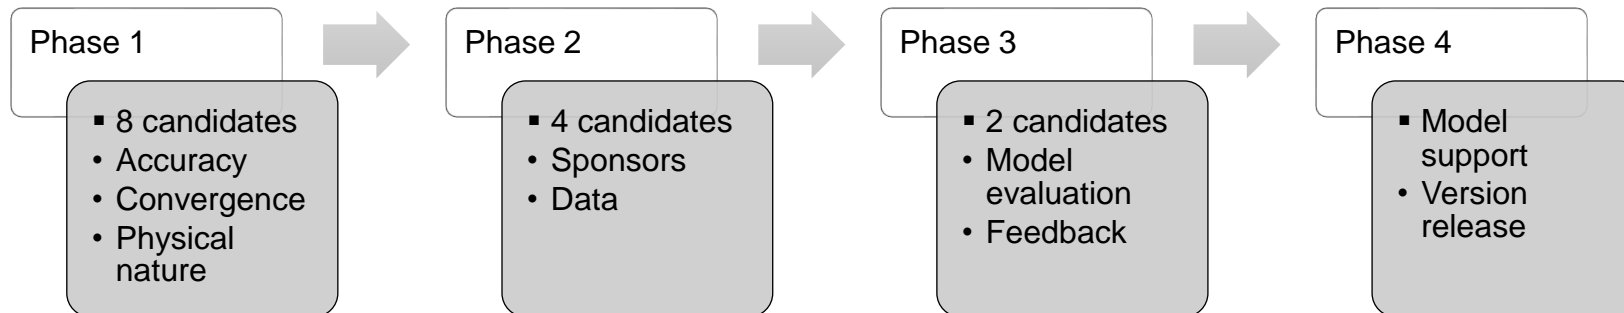 Phase 1
▪ 8 candidates
• Accuracy
• Convergence
• Physical
nature
Phase 2
▪ 4 candidates
• Sponsors
• Data
Phase 3
▪ 2 candidates
• Model
evaluation
• Feedback
Phase 4
▪ Model
support
• Version
release